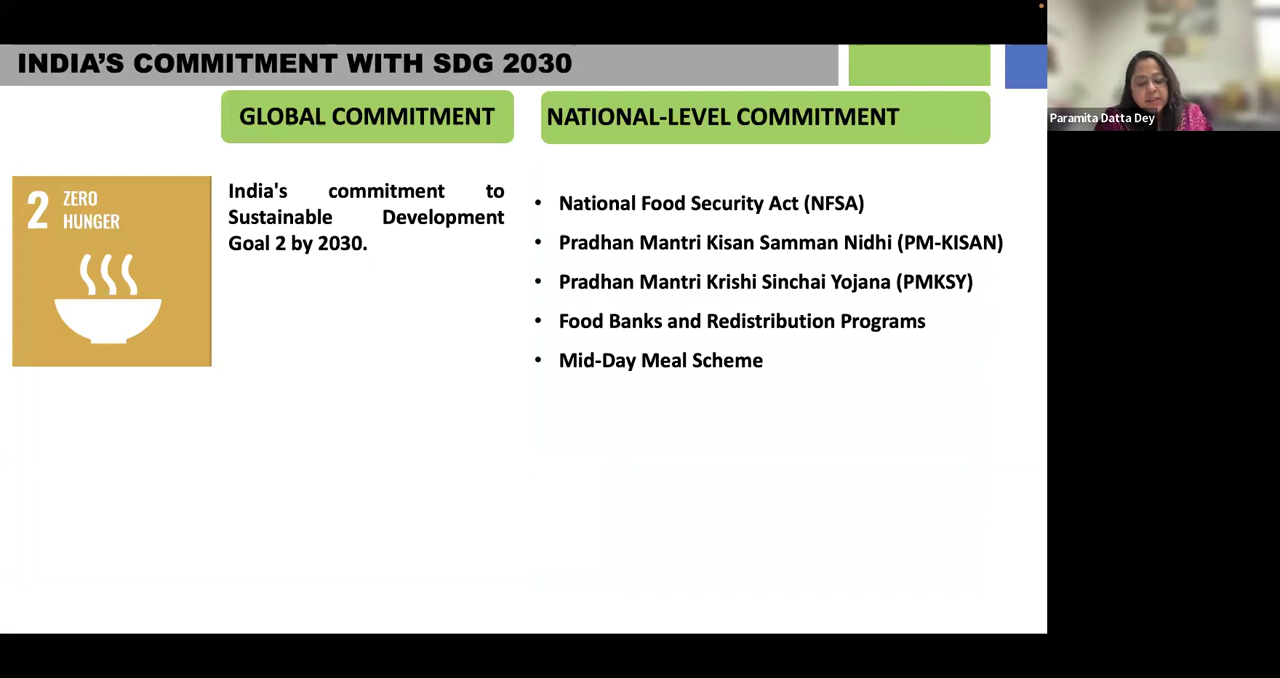 INDIA'S COMMITMENT WITH SDG 2030
GLOBAL COMMITMENT
NATIONAL-LEVEL COMMITMENT
2 ZERO
HUNGER
India's commitment to
Sustainable Development
Goal 2 by 2030.
• National Food Security Act (NFSA)
• Pradhan Mantri Kisan Samman Nidhi (PM-KISAN)
• Pradhan Mantri Krishi Sinchai Yojana (PMKSY)
• Food Banks and Redistribution Programs
• Mid-Day Meal Scheme
Paramita Datta Dey